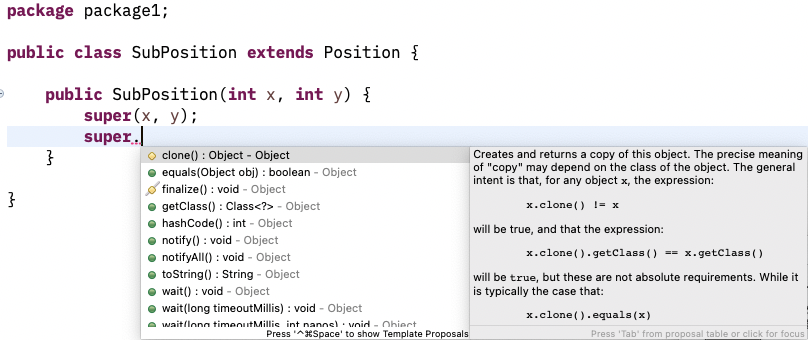 package package1;
public class SubPosition extends Position {
public SubPosition(int x, int y) {
super(x, y);
super.
}
}
clone() : Object - Object
equals(Object obj) : boolean - Object
finalize() : void - Object
getClass() : Class<?> - Object
hashCode() : int - Object
notify() : void - Object
notifyAll() : void - Object
toString() : String - Object
wait() : void - Object
wait(long timeoutMillis) : void - Object
wait(long timeoutMillis, int nanos) : void - Object
Press '^⌘Space' to show Template Proposals
Creates and returns a copy of this object. The precise meaning
of "copy" may depend on the class of the object. The general
intent is that, for any object x, the expression:
x.clone() != x
will be true, and that the expression:
x.clone().getClass() == x.getClass()
will be true, but these are not absolute requirements. While it
is typically the case that:
x.clone().equals(x)
Press 'Tab' from proposal table or click for focus